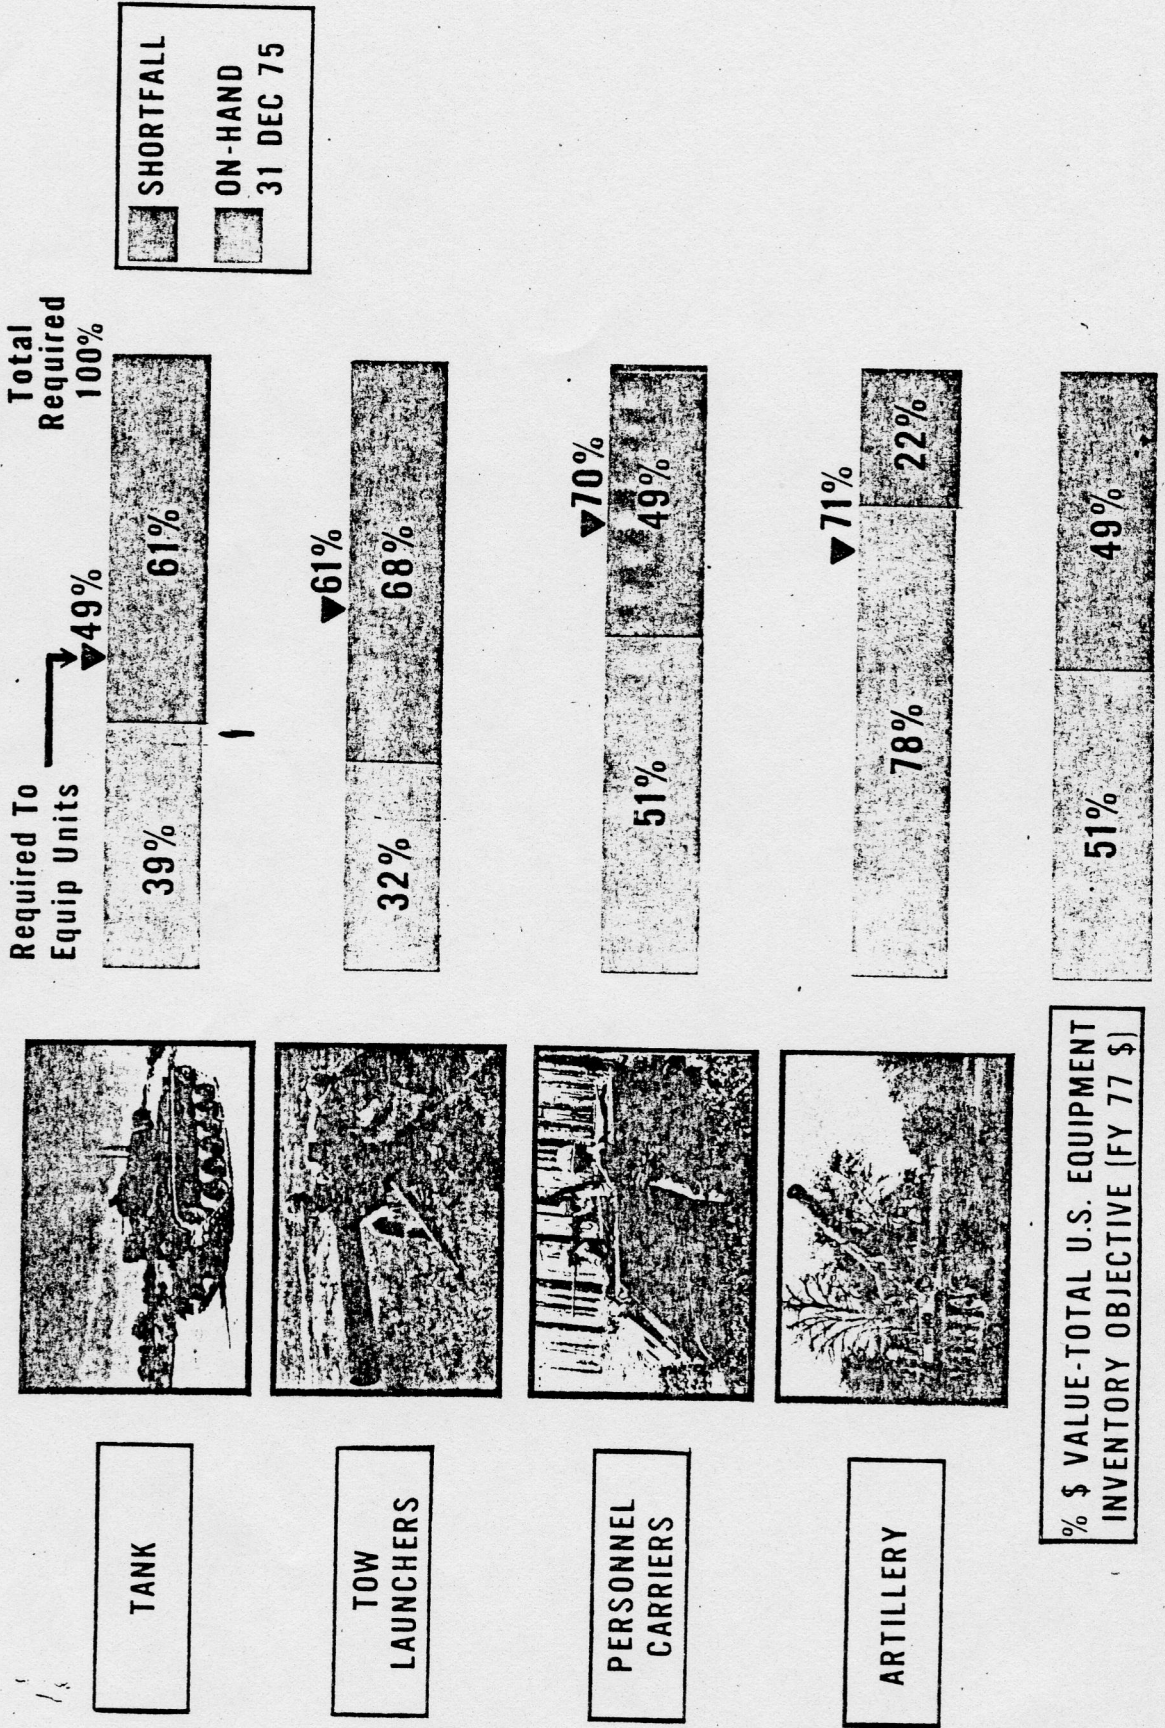 Required To
Equip Units
Total
Required
100%
SHORTFALL
ON-HAND
31 DEC 75
TANK
39%
49%
61%
TOW
LAUNCHERS
32%
61%
68%
PERSONNEL
CARRIERS
51%
70%
49%
ARTILLERY
78%
71%
22%
% $ VALUE-TOTAL U.S. EQUIPMENT
INVENTORY OBJECTIVE (FY 77 $)
51%
49%